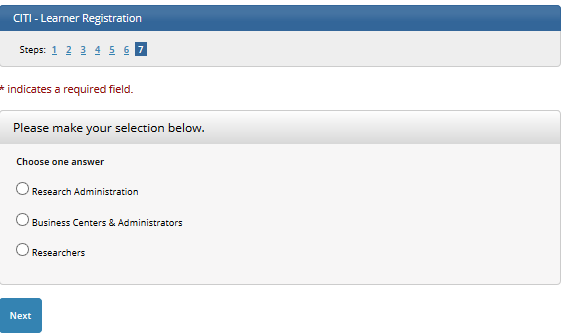 CITI - Learner Registration
Steps: 1 2 3 4 5 6 7
* indicates a required field.
Please make your selection below.
Choose one answer
Research Administration
Business Centers & Administrators
Researchers
Next